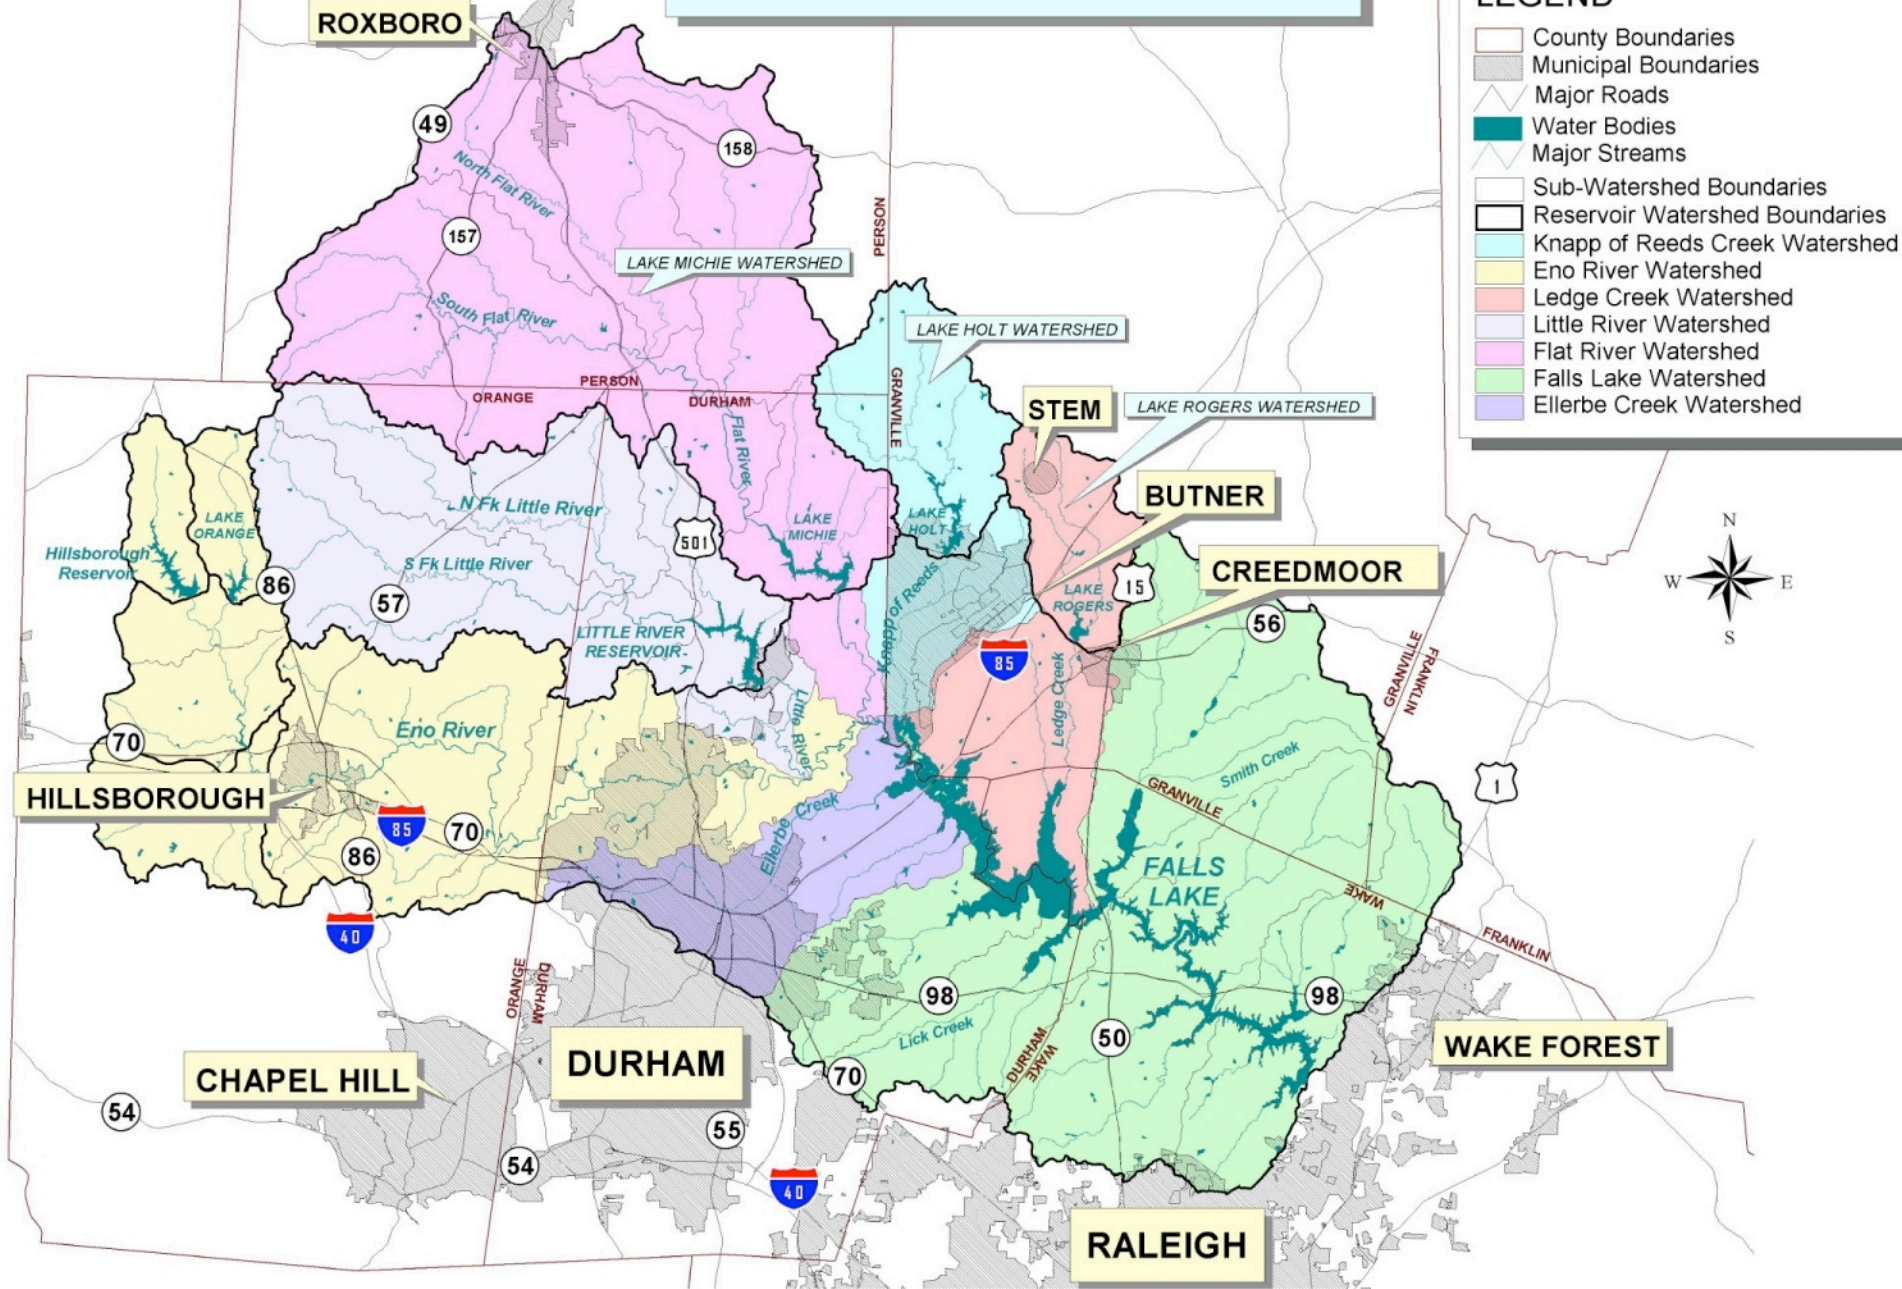 ROXBORO
LEGEND
County Boundaries
Municipal Boundaries
Major Roads
Water Bodies
Major Streams
Sub-Watershed Boundaries
Reservoir Watershed Boundaries
Knapp of Reeds Creek Watershed
Eno River Watershed
Ledge Creek Watershed
Little River Watershed
Flat River Watershed
Falls Lake Watershed
Ellerbe Creek Watershed
49
158
North Flat River
157
PERSON
LAKE MICHIE WATERSHED
South Flat River
LAKE HOLT WATERSHED
PERSON
ORANGE
DURHAM
GRANVILLE
STEM
LAKE ROGERS WATERSHED
Flat River
BUTNER
N Fk Little River
LAKE
ORANGE
LAKE
MICHIE
LAKE
HOLT
501
Hillsborough
Reservoir
S Fk Little River
86
57
Knapp of Reeds
CREEDMOOR
15
LAKE
ROGERS
56
LITTLE RIVER
RESERVOIR
85
N
W
E
S
GRANVILLE
FRANKLIN
Ledge Creek
Little River
Eno River
70
Smith Creek
1
HILLSBOROUGH
GRANVILLE
WAKE
85
70
86
Ellerbe Creek
FALLS
LAKE
40
FRANKLIN
ORANGE
DURHAM
98
98
Lick Creek
50
DURHAM
WAKE
WAKE FOREST
DURHAM
CHAPEL HILL
70
54
55
54
40
RALEIGH